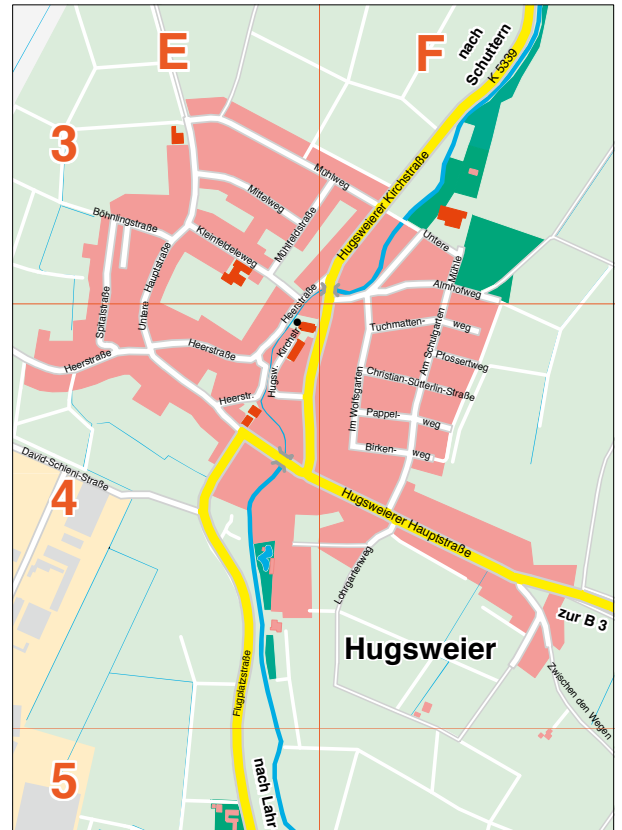 E
F
nach
Schuttern
K 5339
3
Mühlweg
Hugsweierer Kirchstraße
Mittelweg
Mühlfeldstraße
Böhnlingstraße
Kleinfeldeleweg
Untere Hauptstraße
Untere Mühle
Almhofweg
Spitalstraße
Heerstraße
Heerstraße
Heerstraße
Hugsw. Kirchstr.
Tuchmatten- weg
Am Schulgarten
Plossertweg
Christian-Sütterlin-Straße
Im Wolfsgarten
Heerstr.
Pappel- weg
Birken- weg
David-Schieni-Straße
4
Hugsweierer Hauptstraße
Lohrgartenweg
zur B 3
Hugsweier
Zwischen den Wegen
Flugplatzstraße
5
nach Lahr